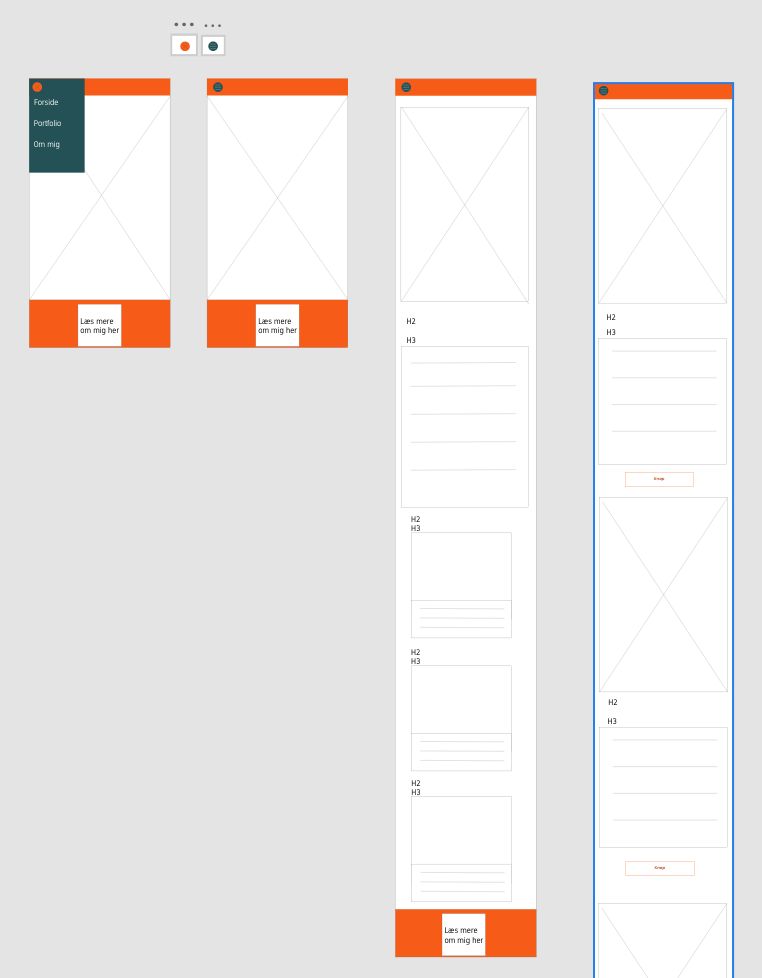 Forside
Portfolio
Om mig
Læs mere
om mig her
Læs mere
om mig her
H2
H3
H2
H3
H2
H3
H2
H3
Læs mere
om mig her
H2
H3
Knap
H2
H3
Knap